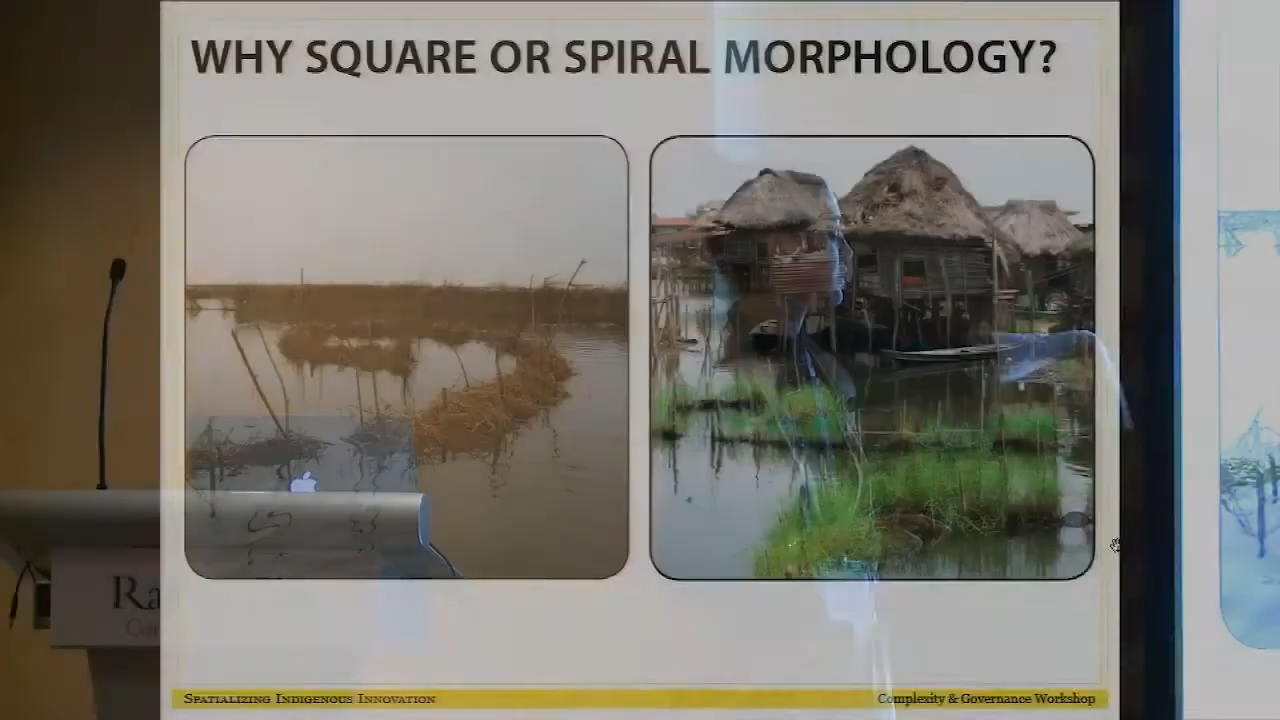 WHY SQUARE OR SPIRAL MORPHOLOGY?
Spatializing Indigenous Innovation
Complexity & Governance Workshop